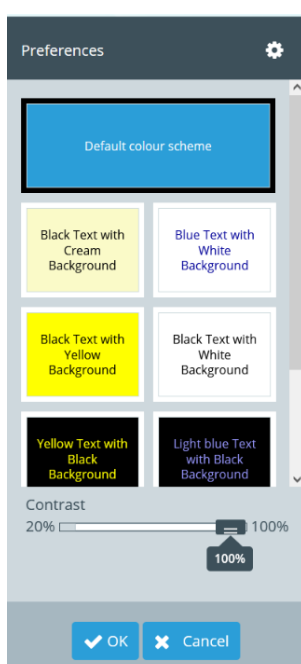 Preferences
Default colour scheme
Black Text with
Cream
Background
Blue Text with
White
Background
Black Text with
Yellow
Background
Black Text with
White
Background
Yellow Text with
Black
Background
Light blue Text
with Black
Background
Contrast
20% 100%
100%
OK Cancel